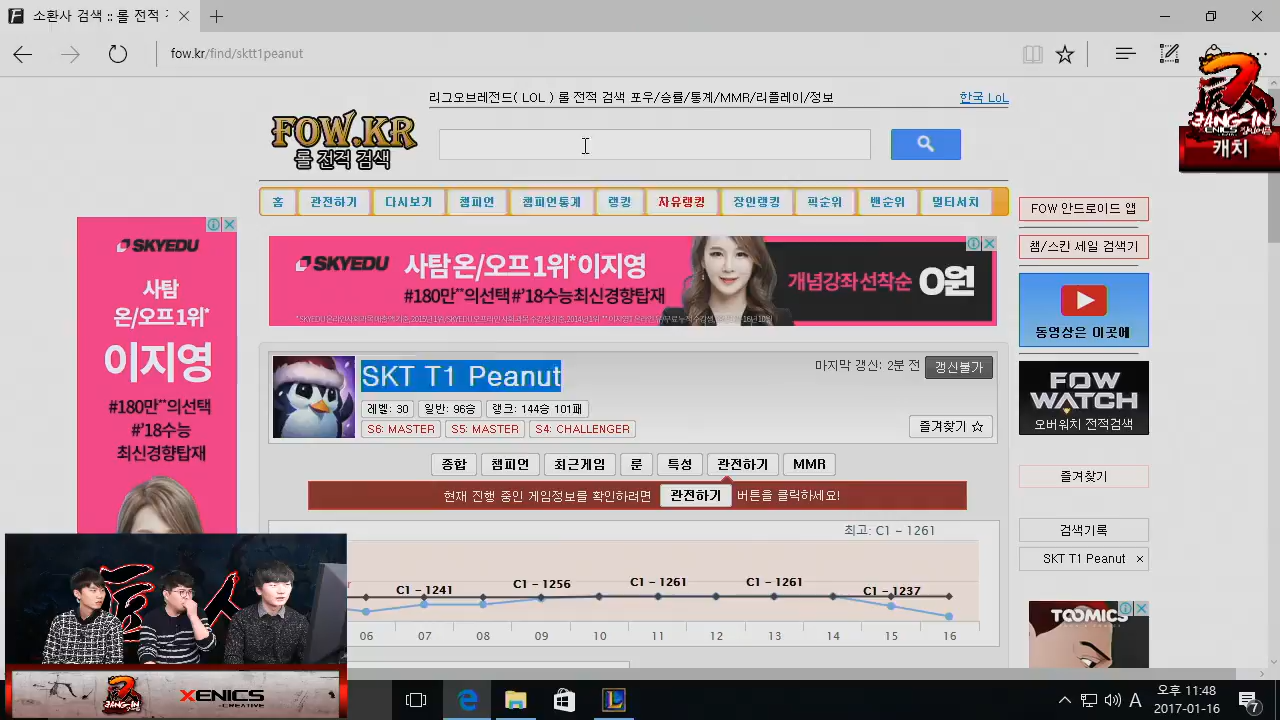 소환사 검색 :: 롤 전적 :
fow.kr/find/sktt1peanut
리그오브레전드( LOL ) 롤 전적 검색 포우/승률/통계/MMR/리플레이/정보
한국 LoL
FOW.KR
롤 전적 검색
홈 관전하기 다시보기 챔피언 챔피언통계 랭킹 자유랭킹 장인랭킹 픽순위 밴순위 멀티서치
FOW 안드로이드 앱
챔/스킨 세일 검색기
동영상은 이곳에
FOW
WATCH
오버워치 전적검색
즐겨찾기
검색기록
SKT T1 Peanut ×
TOOMICS
SKYEDU
사탐
온/오프 1위*
이지영
#180만**의선택
#'18수능
최신경향탑재
SKYEDU 사탐 온/오프 1위* 이지영
#180만**의선택 #'18수능최신경향탑재
개념강좌 선착순 0원
SKT T1 Peanut
마지막 갱신: 2분 전 갱신불가
레벨: 30 일반: 96승 랭크: 144승 101패
S6: MASTER S5: MASTER S4: CHALLENGER
즐겨찾기 ☆
종합 챔피언 최근게임 룬 특성 관전하기 MMR
현재 진행 중인 게임정보를 확인하려면 관전하기 버튼을 클릭하세요!
최고: C1 - 1261
C1 - 1241 C1 - 1256 C1 - 1261 C1 - 1261 C1 - 1237
06 07 08 09 10 11 12 13 14 15 16
KANG-IN
XENICS
캐치
XENICS
CREATIVE
A
오후 11:48
2017-01-16
7